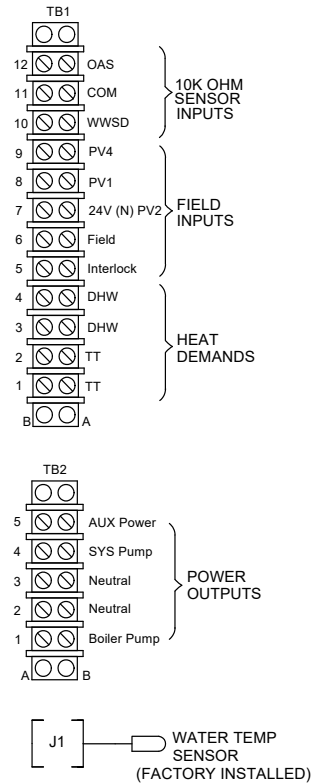 TB1
12 OAS
11 COM
10 WWSD
10K OHM
SENSOR
INPUTS
9 PV4
8 PV1
7 24V (N) PV2
6 Field
5 Interlock
FIELD
INPUTS
4 DHW
3 DHW
2 TT
1 TT
HEAT
DEMANDS
B A
TB2
5 AUX Power
4 SYS Pump
3 Neutral
2 Neutral
1 Boiler Pump
POWER
OUTPUTS
A B
J1
WATER TEMP
SENSOR
(FACTORY INSTALLED)